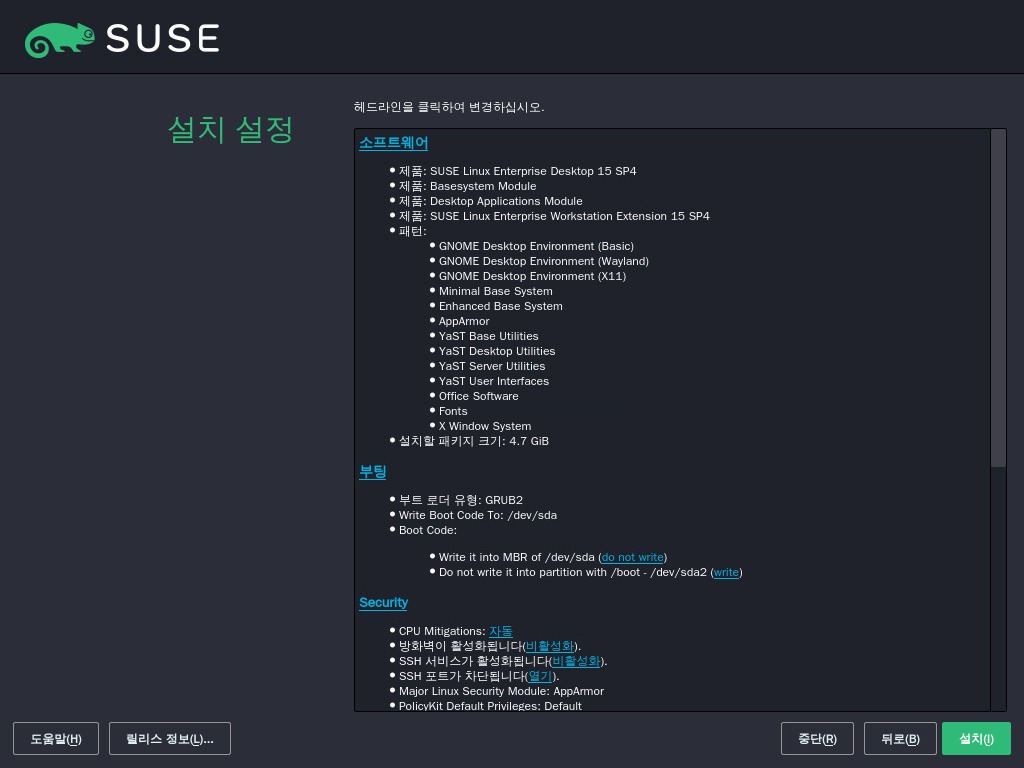 SUSE
설치 설정
헤드라인을 클릭하여 변경하십시오.
소프트웨어
제품: SUSE Linux Enterprise Desktop 15 SP4
제품: Basesystem Module
제품: Desktop Applications Module
제품: SUSE Linux Enterprise Workstation Extension 15 SP4
패턴:
GNOME Desktop Environment (Basic)
GNOME Desktop Environment (Wayland)
GNOME Desktop Environment (X11)
Minimal Base System
Enhanced Base System
AppArmor
YaST Base Utilities
YaST Desktop Utilities
YaST Server Utilities
YaST User Interfaces
Office Software
Fonts
X Window System
설치할 패키지 크기: 4.7 GiB
부팅
부트 로더 유형: GRUB2
Write Boot Code To: /dev/sda
Boot Code:
Write it into MBR of /dev/sda (do not write)
Do not write it into partition with /boot - /dev/sda2 (write)
Security
CPU Mitigations: 자동
방화벽이 활성화됩니다(비활성화).
SSH 서비스가 활성화됩니다(비활성화).
SSH 포트가 차단됩니다(열기).
Major Linux Security Module: AppArmor
PolicyKit Default Privileges: Default
도움말(H) 릴리스 정보(L)... 중단(R) 뒤로(B) 설치(I)